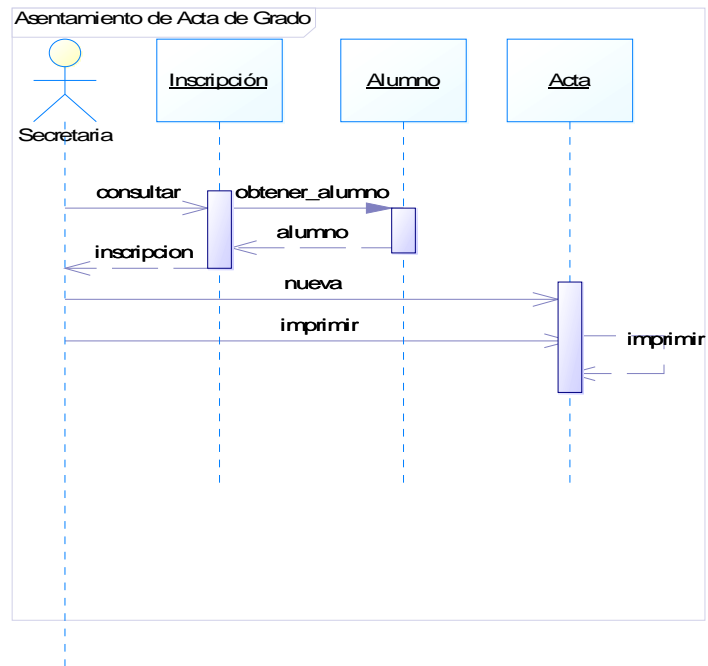 Asentamiento de Acta de Grado
Inscripción
Alumno
Acta
Secretaria
consultar
obtener_alumno
alumno
inscripcion
nueva
imprimir
imprimir